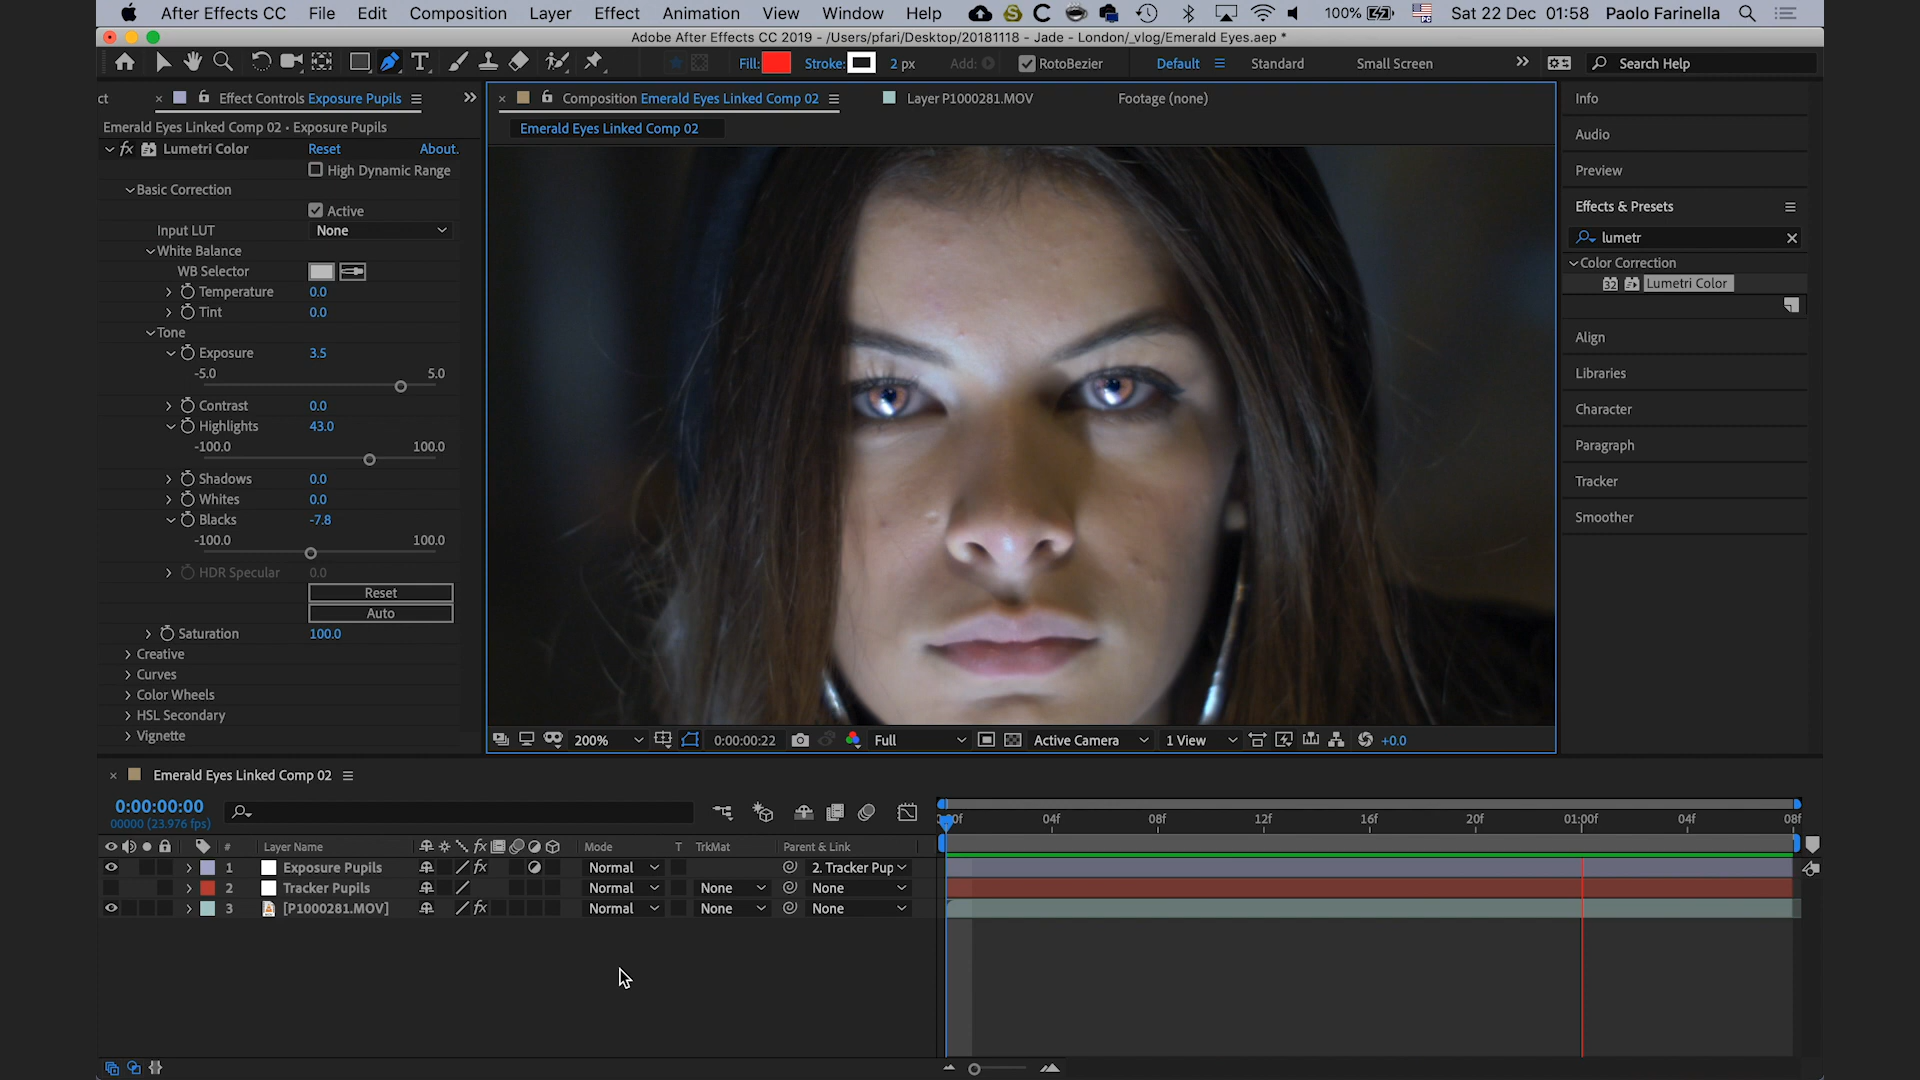 After Effects CC File Edit Composition Layer Effect Animation View Window Help 100% Sat 22 Dec 01:58 Paolo Farinella
Adobe After Effects CC 2019 - /Users/pfari/Desktop/20181118 - Jade - London/_vlog/Emerald Eyes.aep *
Fill: Stroke: 2 px Add: RotoBezier Default Standard Small Screen Search Help
ct Effect Controls Exposure Pupils
Composition Emerald Eyes Linked Comp 02 Layer P1000281.MOV Footage (none)
Emerald Eyes Linked Comp 02 • Exposure Pupils
Emerald Eyes Linked Comp 02
fx Lumetri Color Reset About.
High Dynamic Range
Basic Correction
Active
Input LUT None
White Balance
WB Selector
Temperature 0.0
Tint 0.0
Tone
Exposure 3.5
-5.0 5.0
Contrast 0.0
Highlights 43.0
-100.0 100.0
Shadows 0.0
Whites 0.0
Blacks -7.8
-100.0 100.0
HDR Specular 0.0
Reset
Auto
Saturation 100.0
Creative
Curves
Color Wheels
HSL Secondary
Vignette
200% 0:00:00:22 Full Active Camera 1 View +0.0
Info
Audio
Preview
Effects & Presets
lumetr
Color Correction
32 Lumetri Color
Align
Libraries
Character
Paragraph
Tracker
Smoother
Emerald Eyes Linked Comp 02
0:00:00:00
00000 (23.976 fps)
04f 08f 12f 16f 20f 01:00f 04f 08f
# Layer Name fx Mode T TrkMat Parent & Link
1 Exposure Pupils fx Normal 2. Tracker Pup
2 Tracker Pupils Normal None None
3 [P1000281.MOV] fx Normal None None